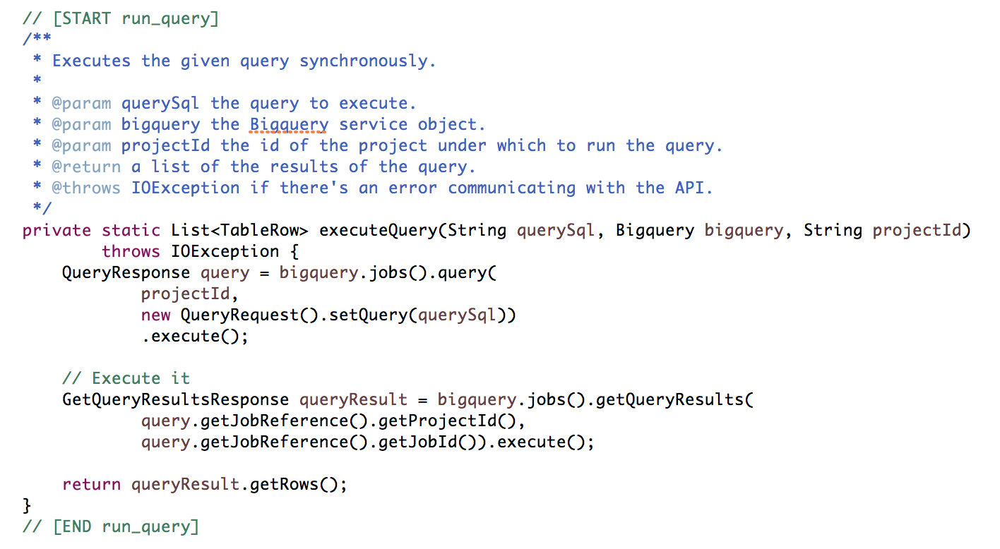 // [START run_query]
/**
 * Executes the given query synchronously.
 *
 * @param querySql the query to execute.
 * @param bigquery the Bigquery service object.
 * @param projectId the id of the project under which to run the query.
 * @return a list of the results of the query.
 * @throws IOException if there's an error communicating with the API.
 */
private static List<TableRow> executeQuery(String querySql, Bigquery bigquery, String projectId)
        throws IOException {
    QueryResponse query = bigquery.jobs().query(
            projectId,
            new QueryRequest().setQuery(querySql))
            .execute();

    // Execute it
    GetQueryResultsResponse queryResult = bigquery.jobs().getQueryResults(
            query.getJobReference().getProjectId(),
            query.getJobReference().getJobId()).execute();

    return queryResult.getRows();
}
// [END run_query]